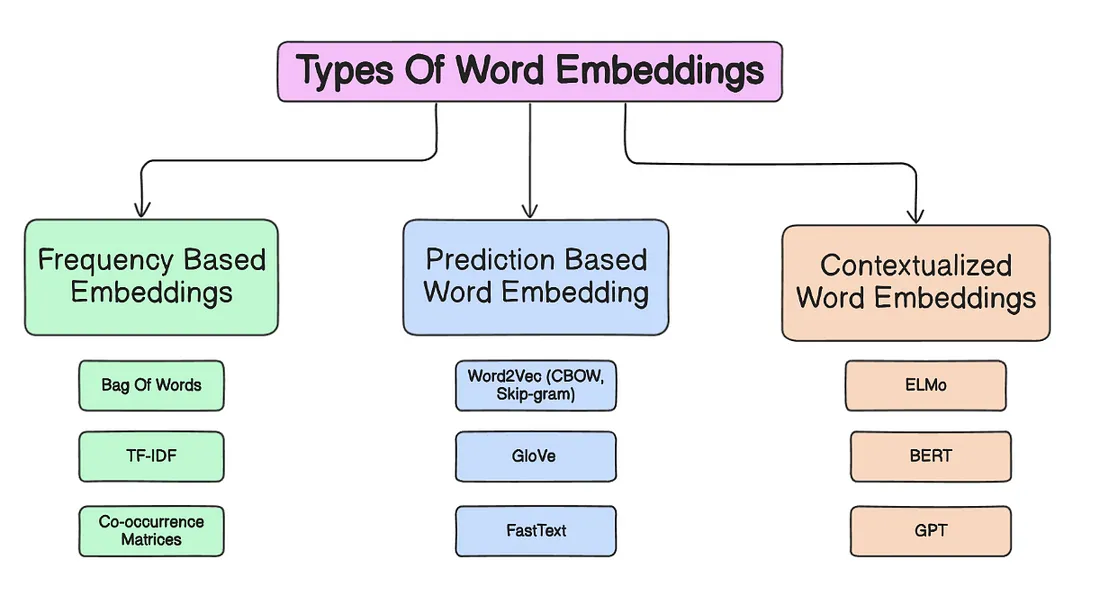 Types Of Word Embeddings
Frequency Based
Embeddings
Bag Of Words
TF-IDF
Co-occurrence
Matrices
Prediction Based
Word Embedding
Word2Vec (CBOW,
Skip-gram)
GloVe
FastText
Contextualized
Word Embeddings
ELMo
BERT
GPT